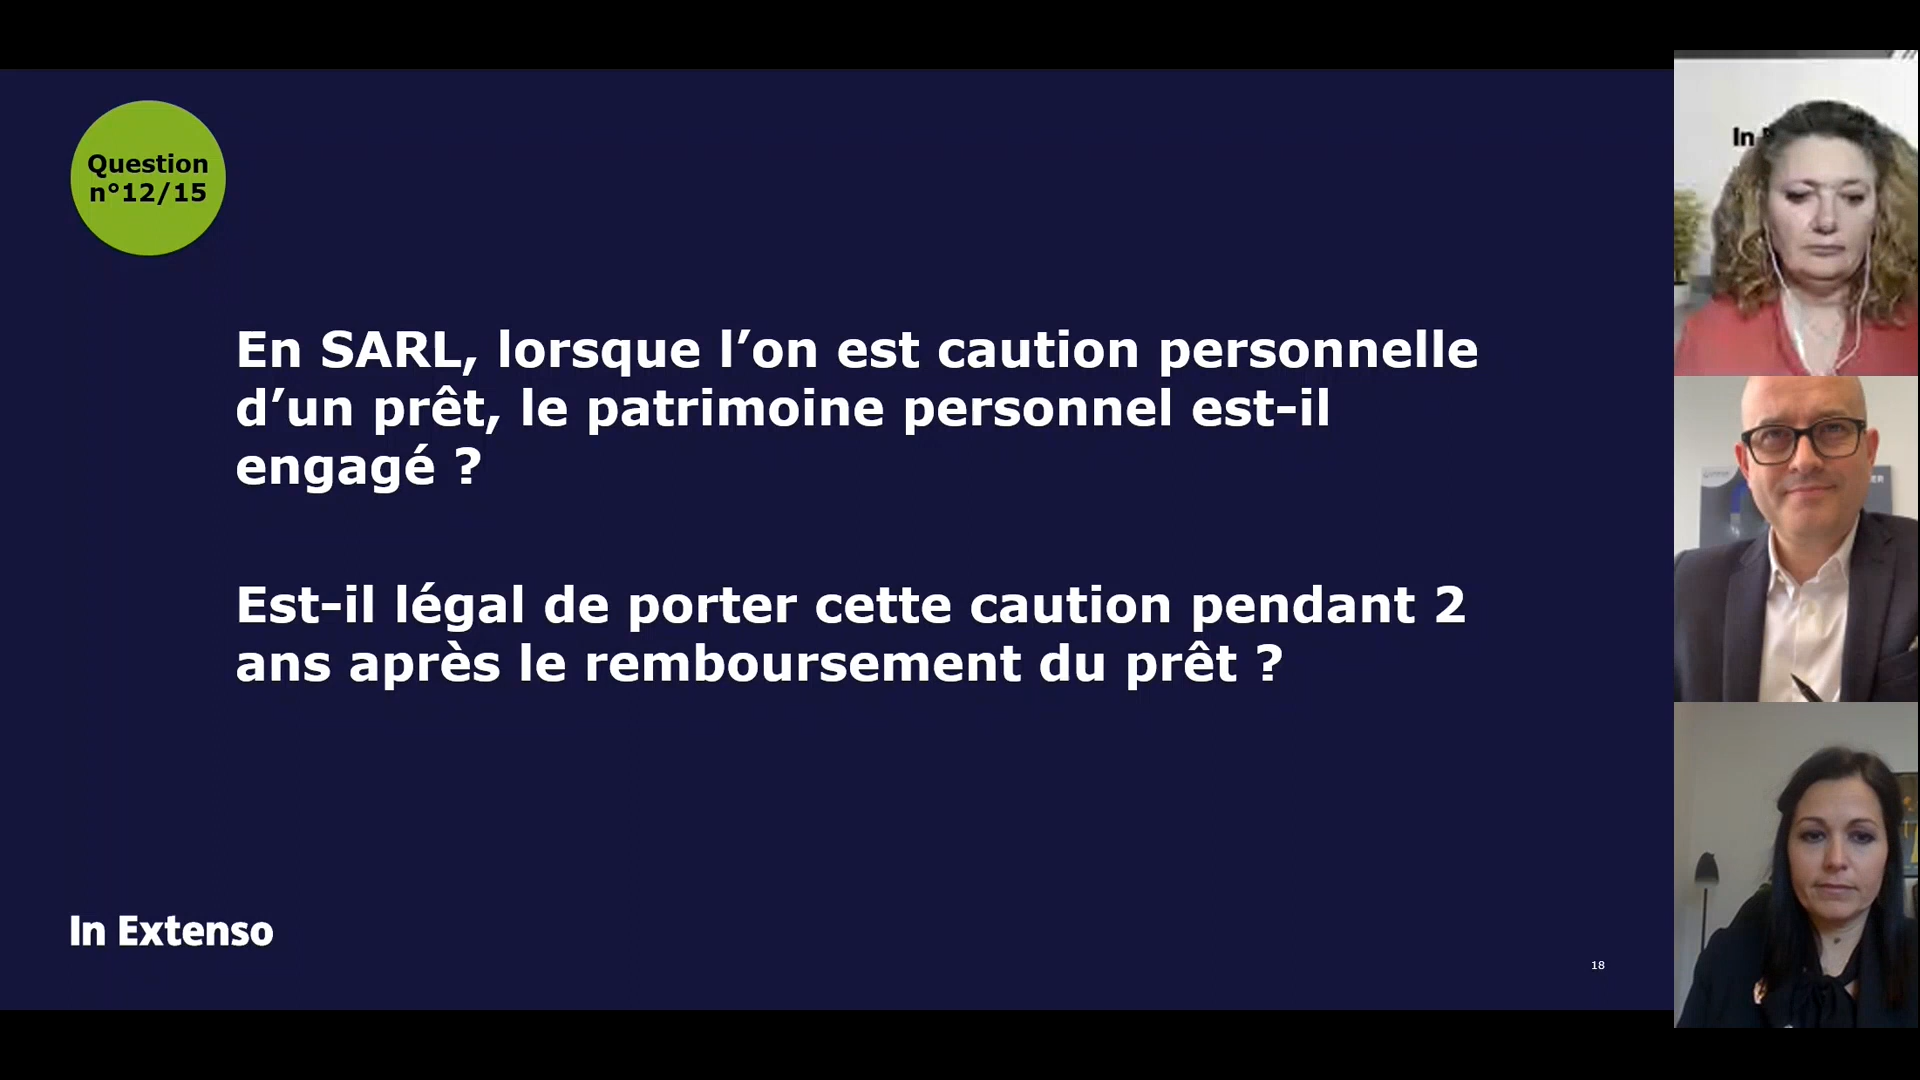 Question
n°12/15
En SARL, lorsque l’on est caution personnelle
d’un prêt, le patrimoine personnel est-il
engagé ?
Est-il légal de porter cette caution pendant 2
ans après le remboursement du prêt ?
In Extenso
18
In